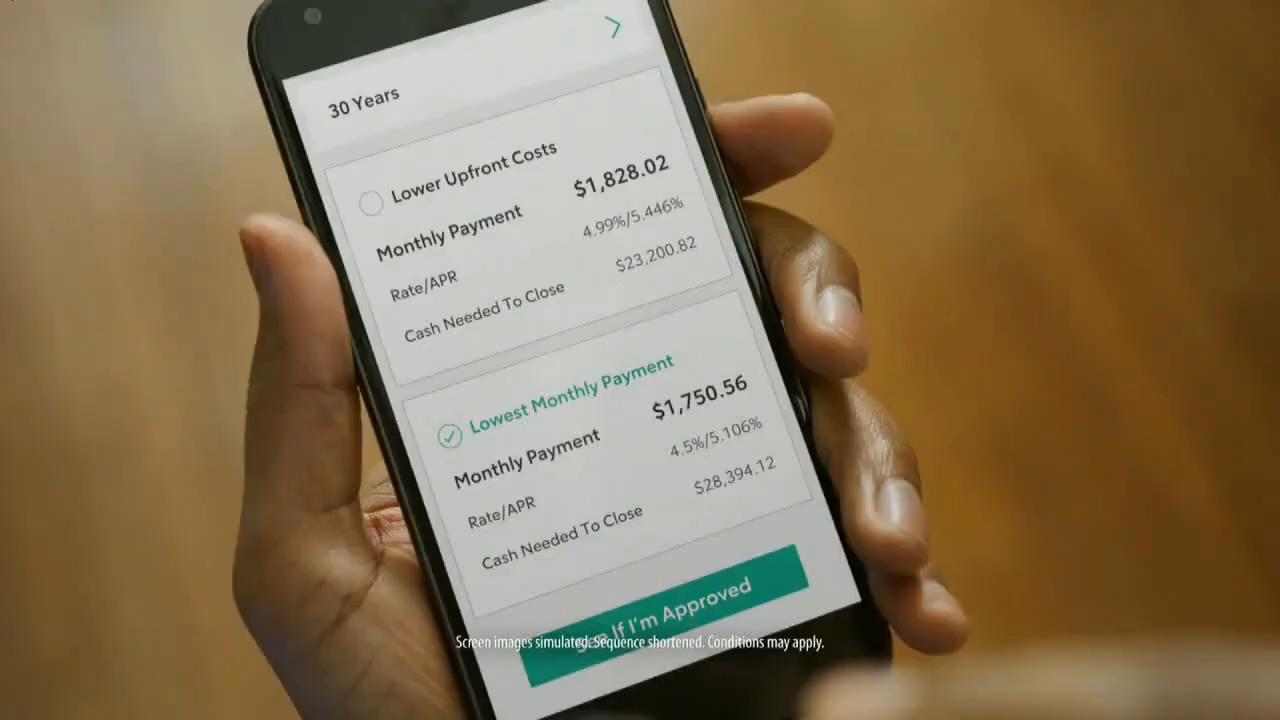 30 Years
Lower Upfront Costs
Monthly Payment $1,828.02
Rate/APR 4.99%/5.446%
Cash Needed To Close $23,200.82
Lowest Monthly Payment
Monthly Payment $1,750.56
Rate/APR 4.5%/5.106%
Cash Needed To Close $28,394.12
See If I'm Approved
Screen images simulated. Sequence shortened. Conditions may apply.